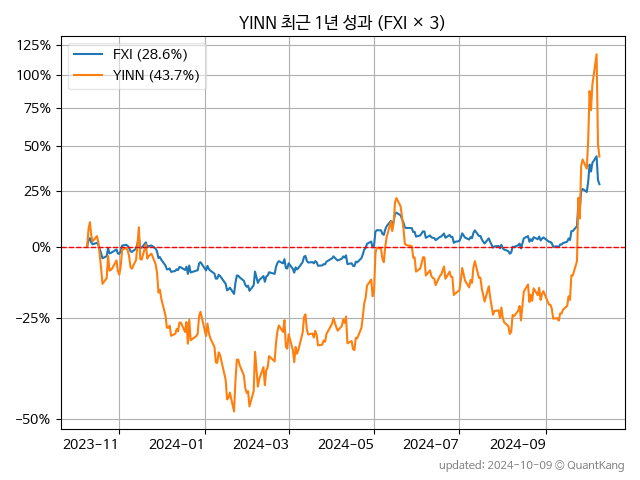 YINN 최근 1년 성과 (FXI × 3)
FXI (28.6%)
YINN (43.7%)
125%
100%
75%
50%
25%
0%
−25%
−50%
2023-11 2024-01 2024-03 2024-05 2024-07 2024-09
updated: 2024-10-09 © QuantKang